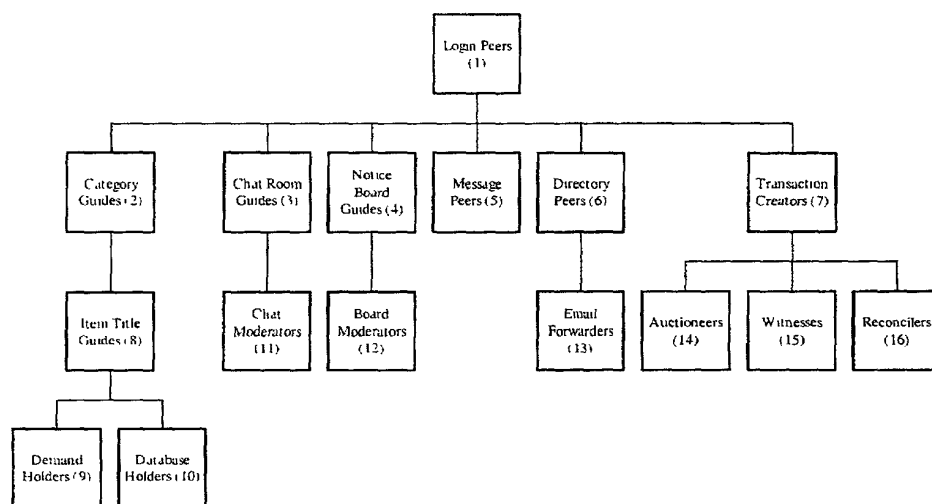 Login Peers
(1)
Category
Guides (2)
Chat Room
Guides (3)
Notice
Board
Guides (4)
Message
Peers (5)
Directory
Peers (6)
Transaction
Creators (7)
Item Title
Guides (8)
Chat
Moderators
(11)
Board
Moderators
(12)
Email
Forwarders
(13)
Auctioneers
(14)
Witnesses
(15)
Reconcilers
(16)
Demand
Holders (9)
Database
Holders (10)